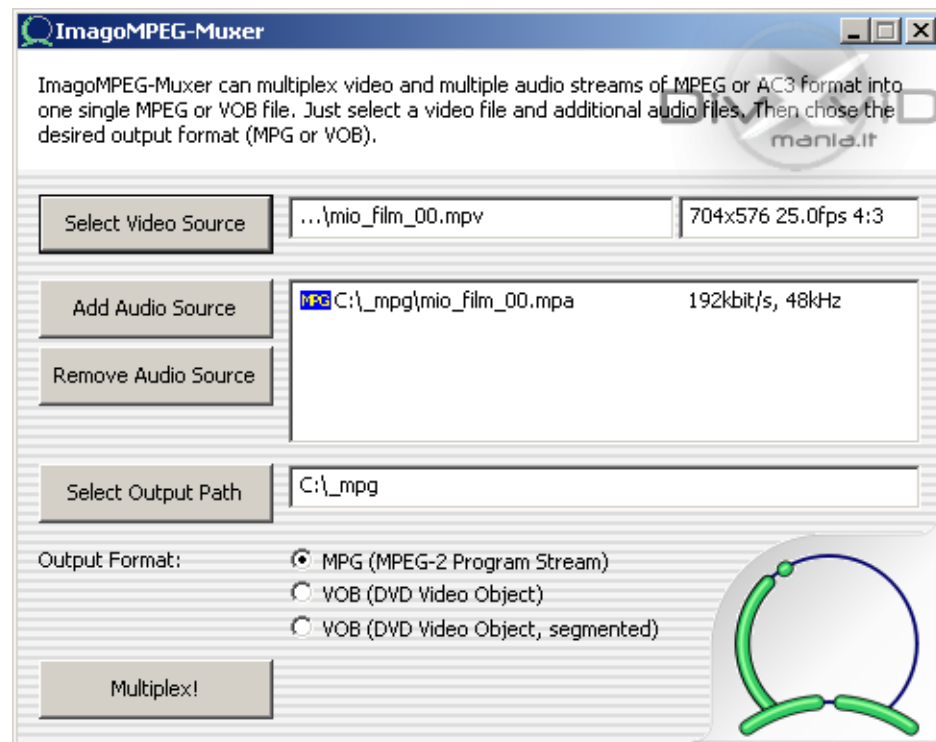 ImagoMPEG-Muxer
ImagoMPEG-Muxer can multiplex video and multiple audio streams of MPEG or AC3 format into
one single MPEG or VOB file. Just select a video file and additional audio files. Then chose the
desired output format (MPG or VOB).
mania.it
Select Video Source
...\mio_film_00.mpv
704x576 25.0fps 4:3
Add Audio Source
MPG C:\_mpg\mio_film_00.mpa 192kbit/s, 48kHz
Remove Audio Source
Select Output Path
C:\_mpg
Output Format:
MPG (MPEG-2 Program Stream)
VOB (DVD Video Object)
VOB (DVD Video Object, segmented)
Multiplex!